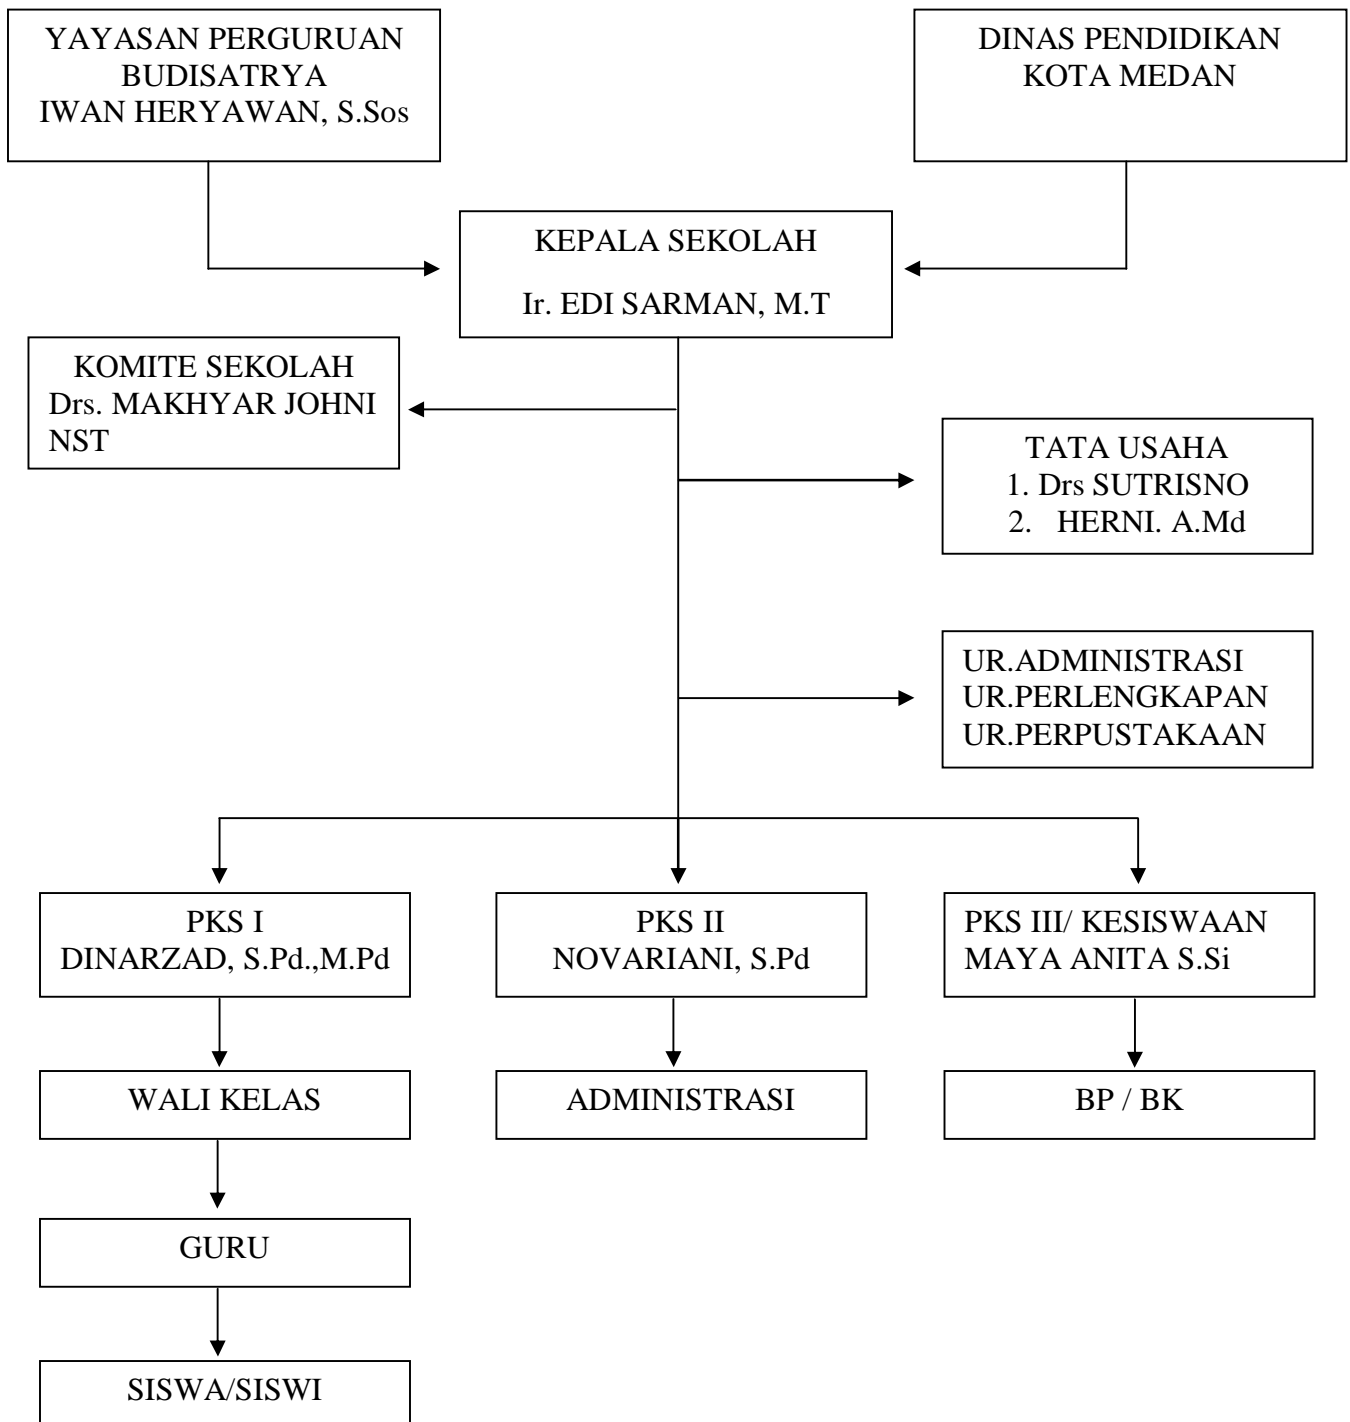 YAYASAN PERGURUAN
BUDISATRYA
IWAN HERYAWAN, S.Sos
DINAS PENDIDIKAN
KOTA MEDAN
KEPALA SEKOLAH
Ir. EDI SARMAN, M.T
KOMITE SEKOLAH
Drs. MAKHYAR JOHNI
NST
TATA USAHA
1. Drs SUTRISNO
2. HERNI. A.Md
UR.ADMINISTRASI
UR.PERLENGKAPAN
UR.PERPUSTAKAAN
PKS I
DINARZAD, S.Pd.,M.Pd
PKS II
NOVARIANI, S.Pd
PKS III/ KESISWAAN
MAYA ANITA S.Si
WALI KELAS
ADMINISTRASI
BP / BK
GURU
SISWA/SISWI